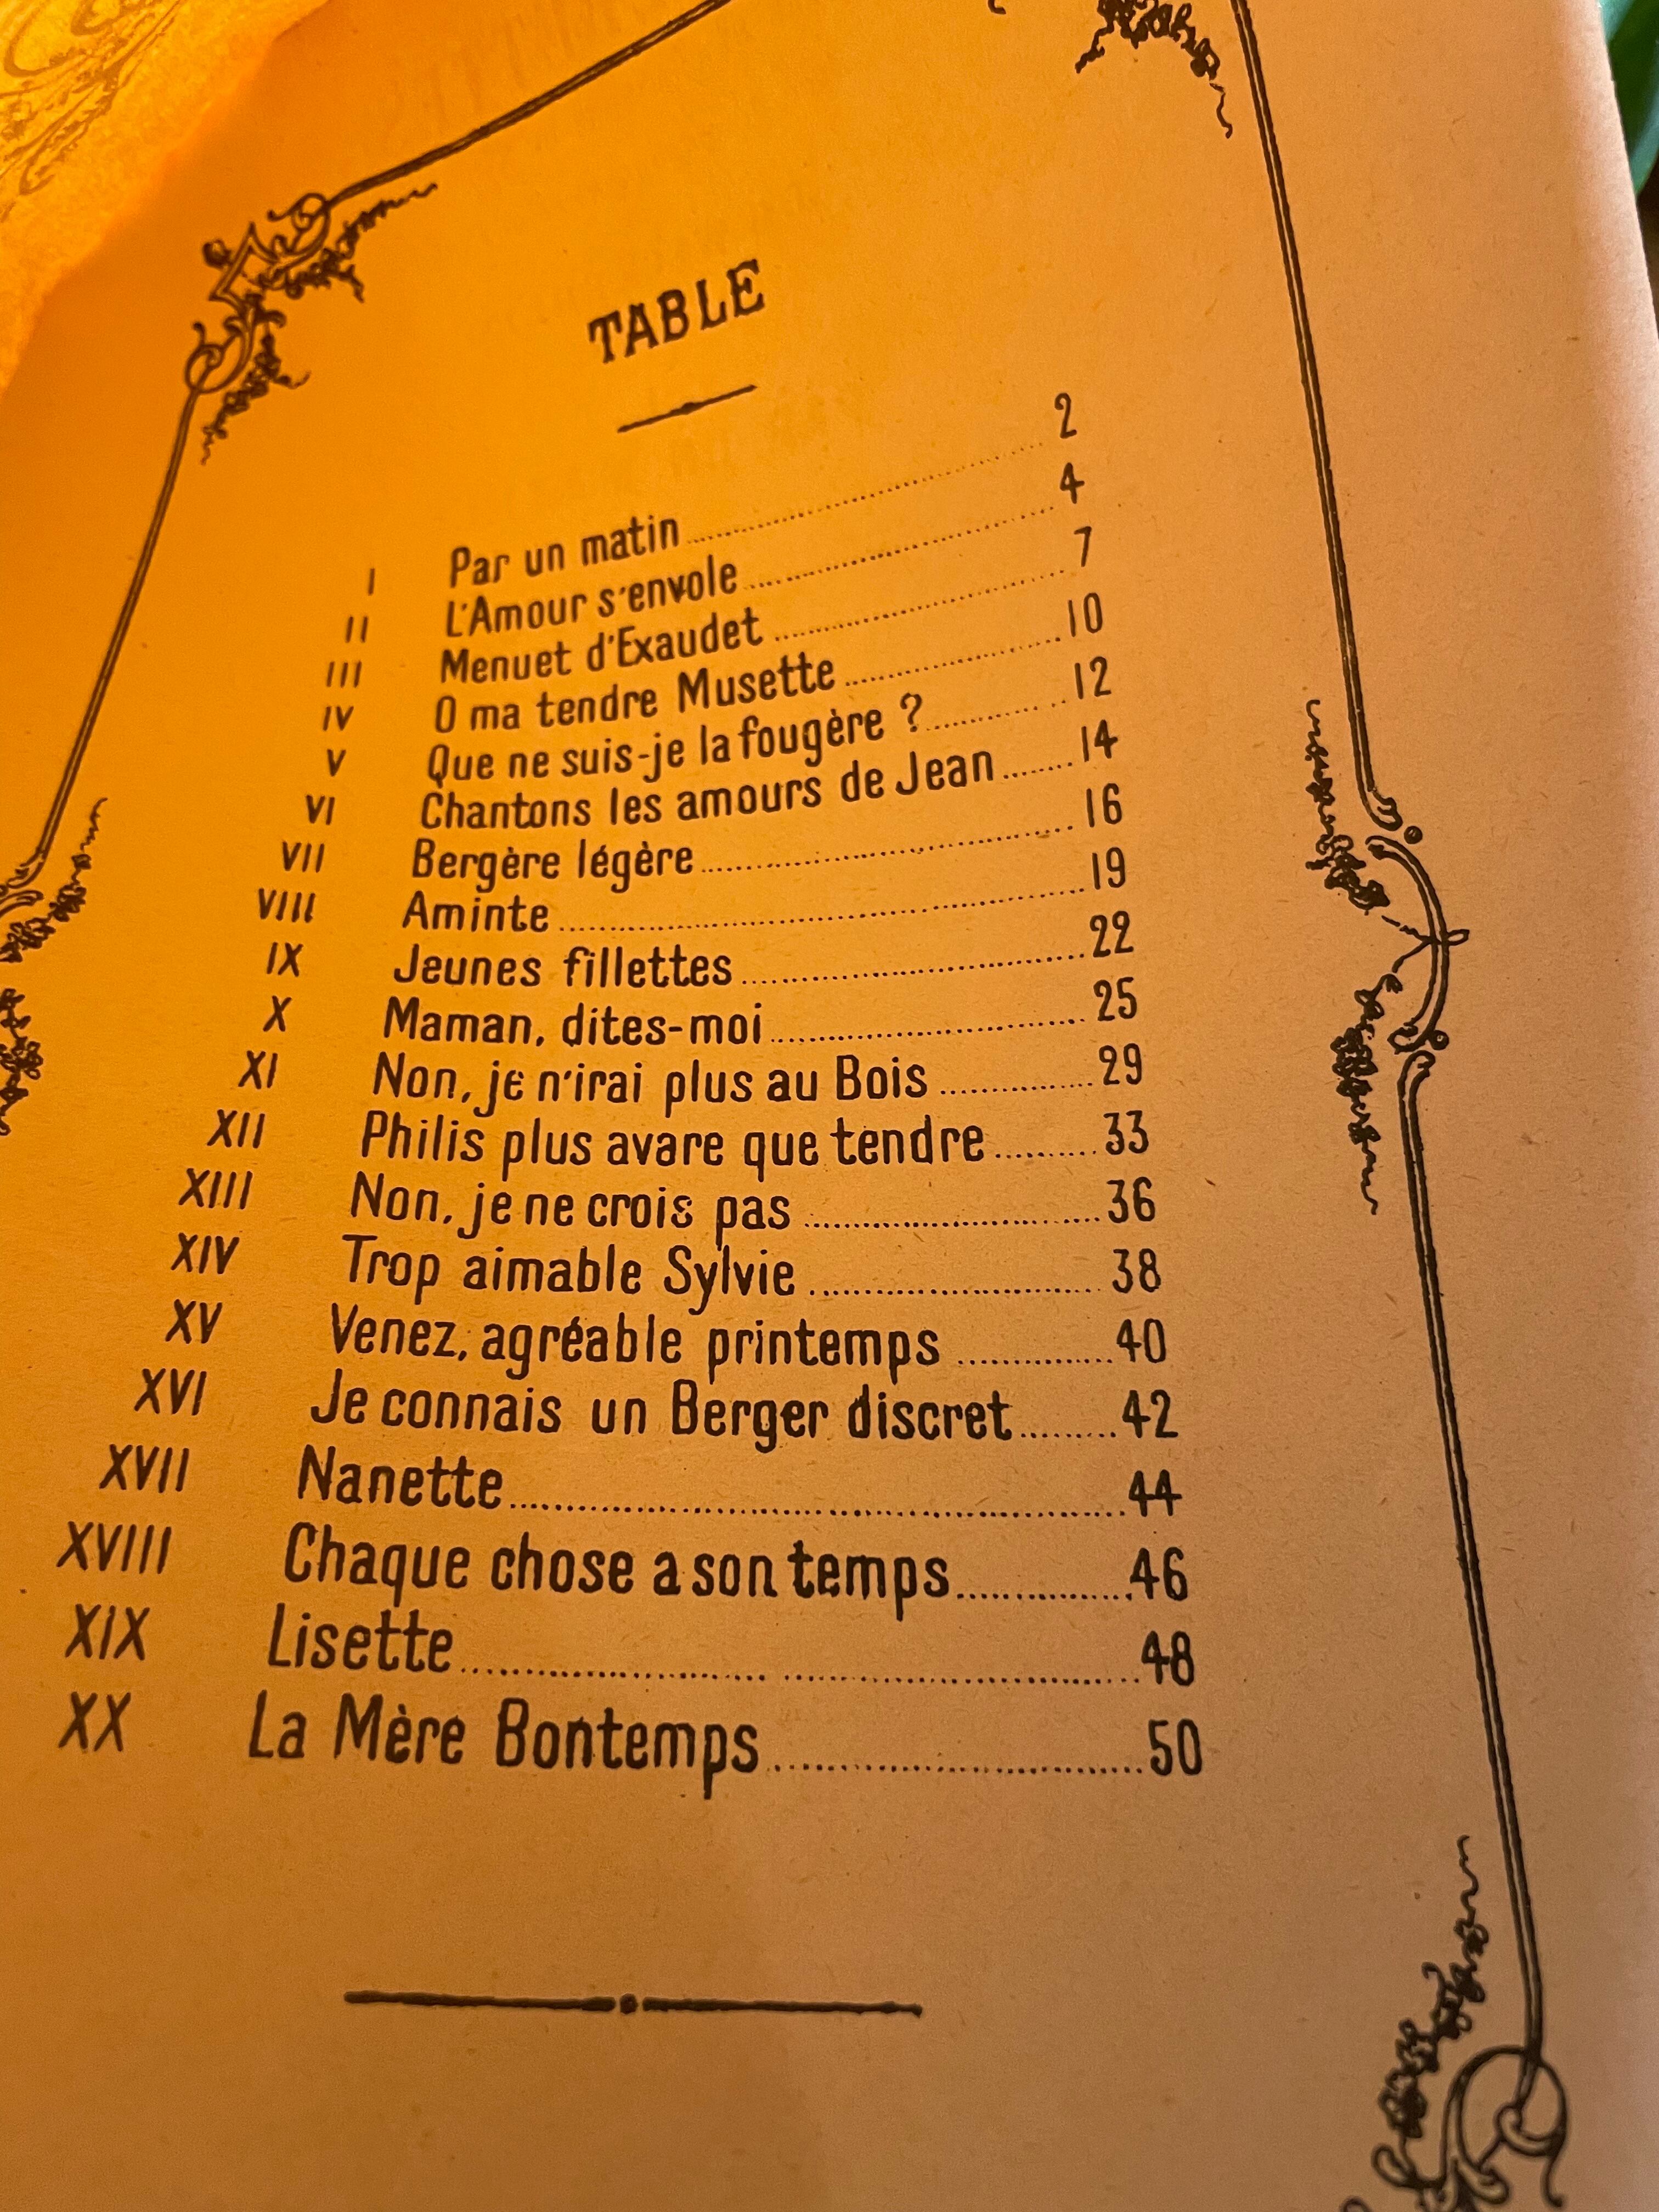 TABLE
I Par un matin 2
II L'Amour s'envole 4
III Menuet d'Exaudet 7
IV O ma tendre Musette 10
V Que ne suis-je la fougère ? 12
VI Chantons les amours de Jean 14
VII Bergère légère 16
VIII Aminte 19
IX Jeunes fillettes 22
X Maman, dites-moi 25
XI Non, je n'irai plus au Bois 29
XII Philis plus avare que tendre 33
XIII Non, je ne crois pas 36
XIV Trop aimable Sylvie 38
XV Venez, agréable printemps 40
XVI Je connais un Berger discret 42
XVII Nanette 44
XVIII Chaque chose a son temps 46
XIX Lisette 48
XX La Mère Bontemps 50